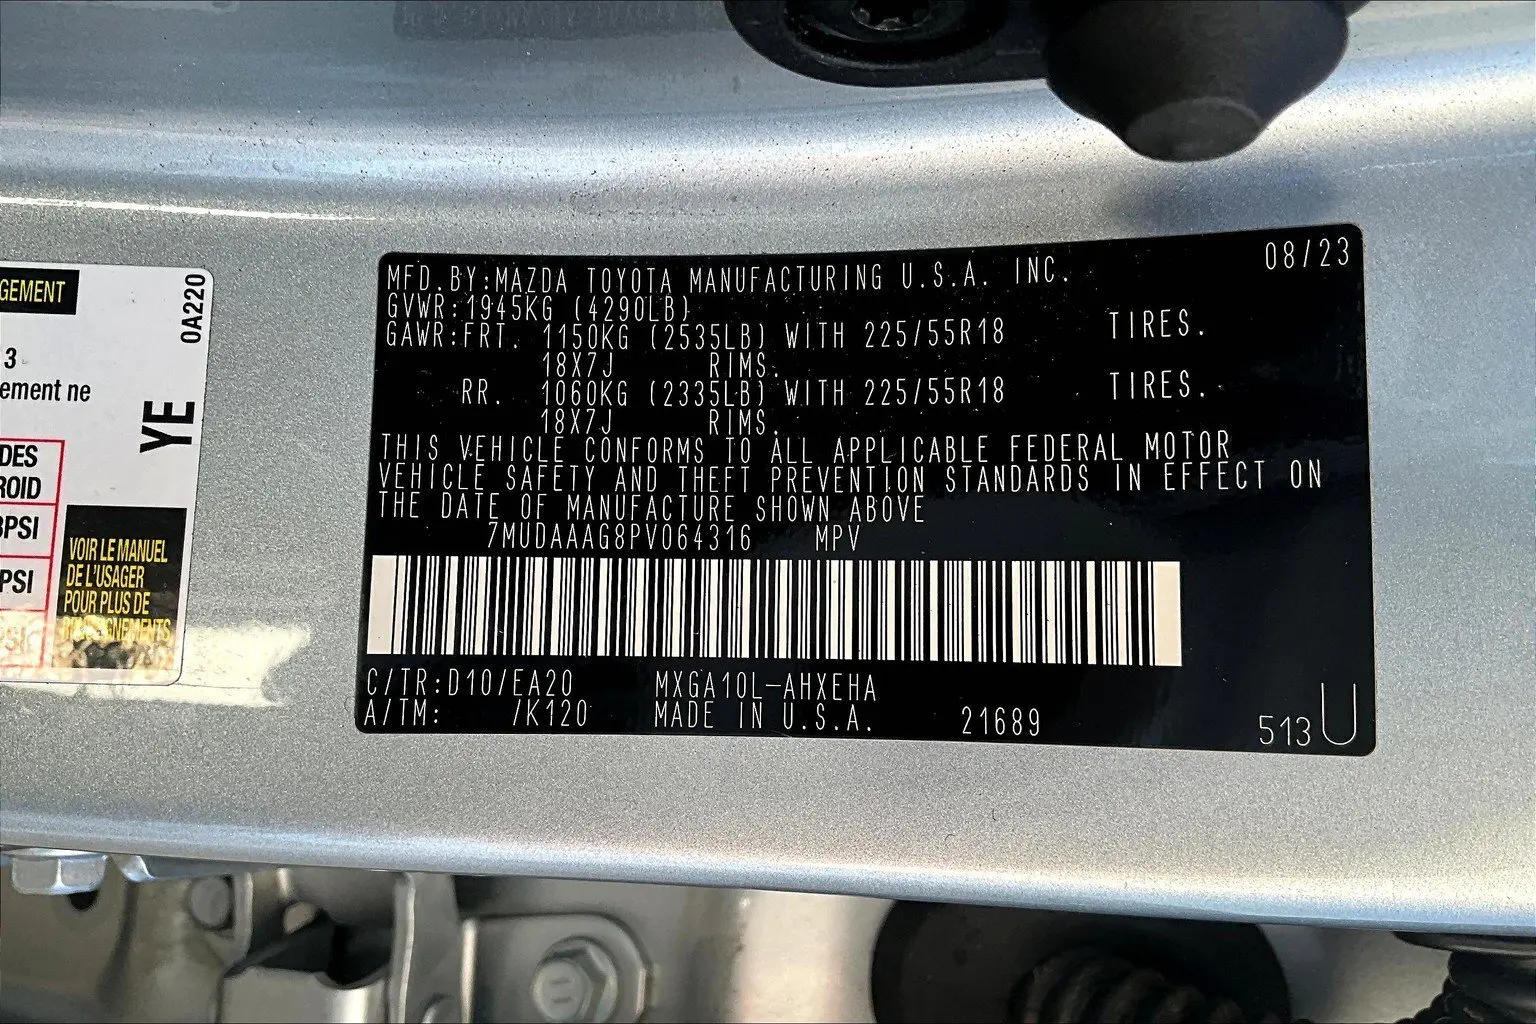 GEMENT
0A220
3
ement ne
YE
DES
ROID
PSI
PSI
VOIR LE MANUEL
DE L'USAGER
POUR PLUS DE
08/23
MFD.BY:MAZDA TOYOTA MANUFACTURING U.S.A. INC.
GVWR:1945KG (4290LB)
GAWR:FRT. 1150KG (2535LB) WITH 225/55R18 TIRES.
18X7J RIMS.
RR. 1060KG (2335LB) WITH 225/55R18 TIRES.
18X7J RIMS.
THIS VEHICLE CONFORMS TO ALL APPLICABLE FEDERAL MOTOR
VEHICLE SAFETY AND THEFT PREVENTION STANDARDS IN EFFECT ON
THE DATE OF MANUFACTURE SHOWN ABOVE
7MUDAAAG8PV064316 MPV
C/TR:D10/EA20 MXGA10L-AHXEHA
A/TM: /K120 MADE IN U.S.A. 21689
513 U